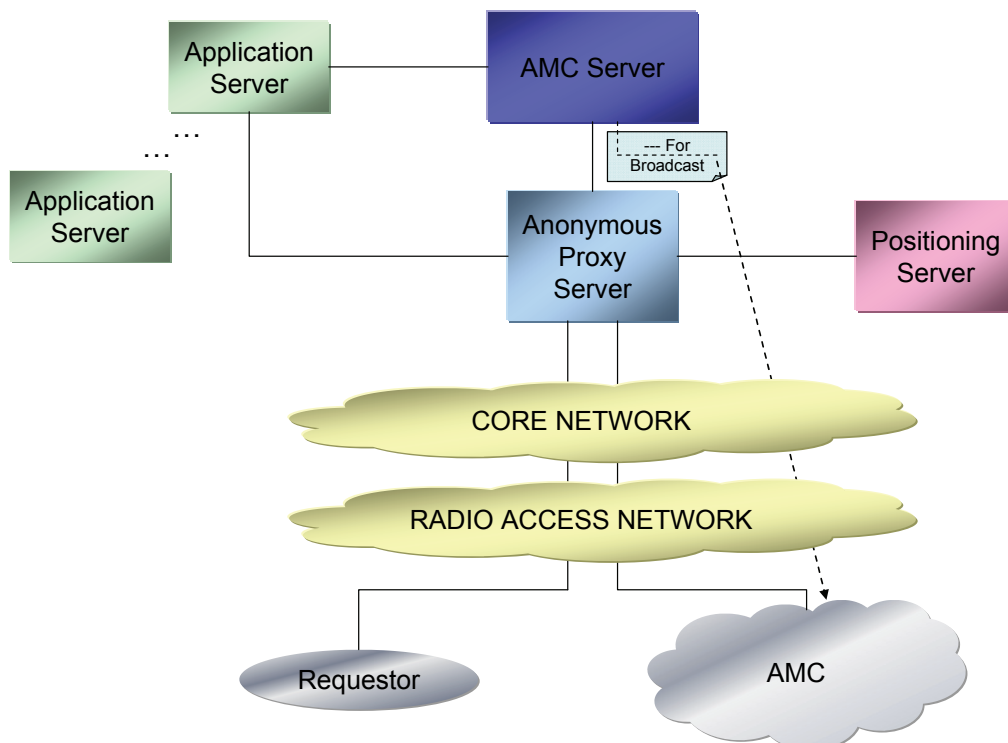 Application
Server
AMC Server
...
...
--- For
Broadcast
Application
Server
Anonymous
Proxy
Server
Positioning
Server
CORE NETWORK
RADIO ACCESS NETWORK
Requestor
AMC